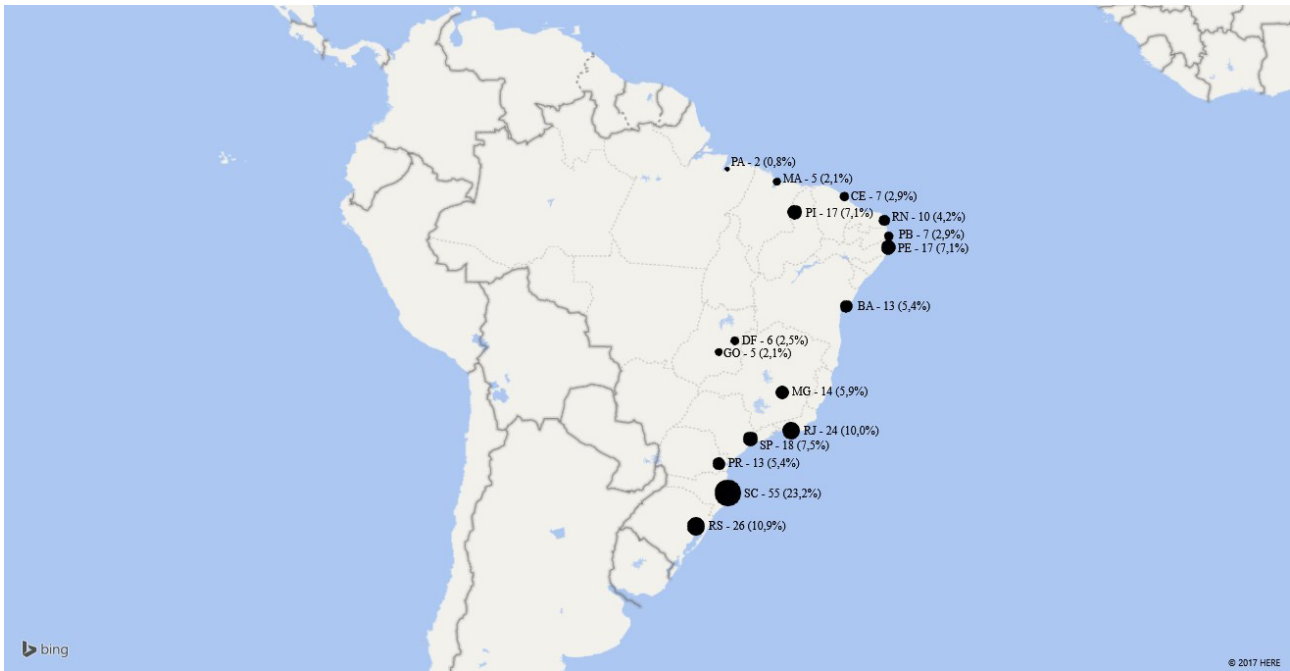 PA - 2 (0,8%)
MA - 5 (2,1%)
CE - 7 (2,9%)
PI - 17 (7,1%)
RN - 10 (4,2%)
PB - 7 (2,9%)
PE - 17 (7,1%)
BA - 13 (5,4%)
DF - 6 (2,5%)
GO - 5 (2,1%)
MG - 14 (5,9%)
RJ - 24 (10,0%)
SP - 18 (7,5%)
PR - 13 (5,4%)
SC - 55 (23,2%)
RS - 26 (10,9%)
bing
© 2017 HERE